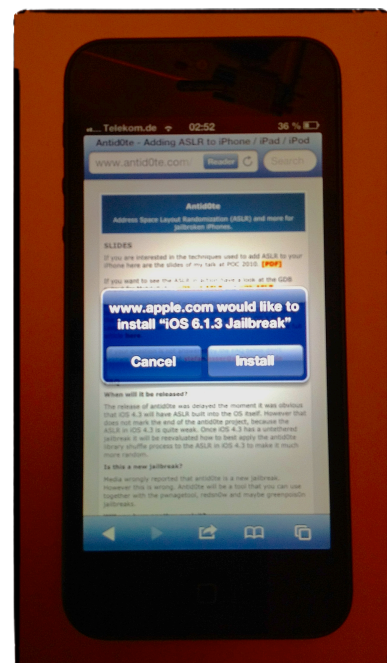 Telekom.de 02:52 36 %
Antid0te - Adding ASLR to iPhone / iPad / iPod
www.antid0te.com/ Reader Search
Antid0te
Address Space Layout Randomization (ASLR) and more for
jailbroken iPhones
SLIDES
If you are interested in the techniques used to add ASLR to your
iPhone here are the slides of my talk at POC 2010. [PDF]
If you want to see the ASLR in action have a look at the GDB
www.apple.com would like to
install “iOS 6.1.3 Jailbreak”
Cancel Install
When will it be released?
The release of antid0te was delayed the moment it was obvious
that iOS 4.3 will have ASLR built into the OS itself. However that
does not mark the end of the antid0te project, because the
ASLR in iOS 4.3 is quite weak. Once iOS 4.3 has a untethered
jailbreak it will be reevaluated how to best apply the antid0te
library shuffle process to the ASLR in iOS 4.3 to make it much
more random.
Is this a new jailbreak?
Media wrongly reported that antid0te is a new jailbreak.
However this is wrong. Antid0te will be a tool that you can use
together with the pwnagetool, redsn0w and maybe greenpois0n
jailbreaks.